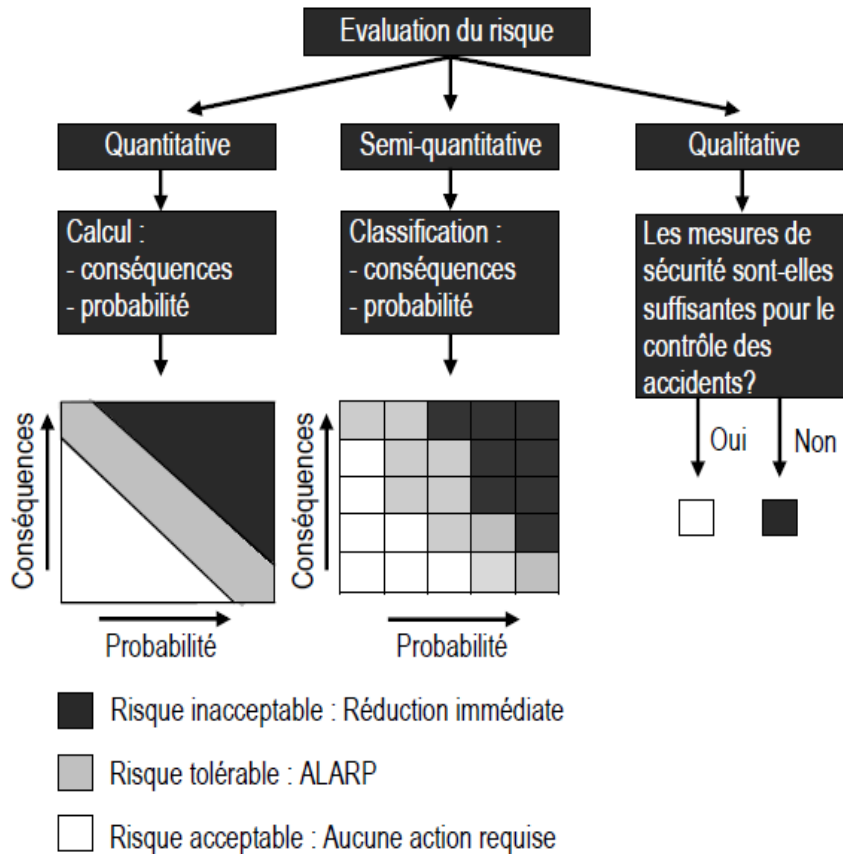 Evaluation du risque
Quantitative
Semi-quantitative
Qualitative
Calcul :
- conséquences
- probabilité
Classification :
- conséquences
- probabilité
Les mesures de
sécurité sont-elles
suffisantes pour le
contrôle des
accidents?
Oui
Non
Conséquences
Probabilité
Conséquences
Probabilité
Risque inacceptable : Réduction immédiate
Risque tolérable : ALARP
Risque acceptable : Aucune action requise